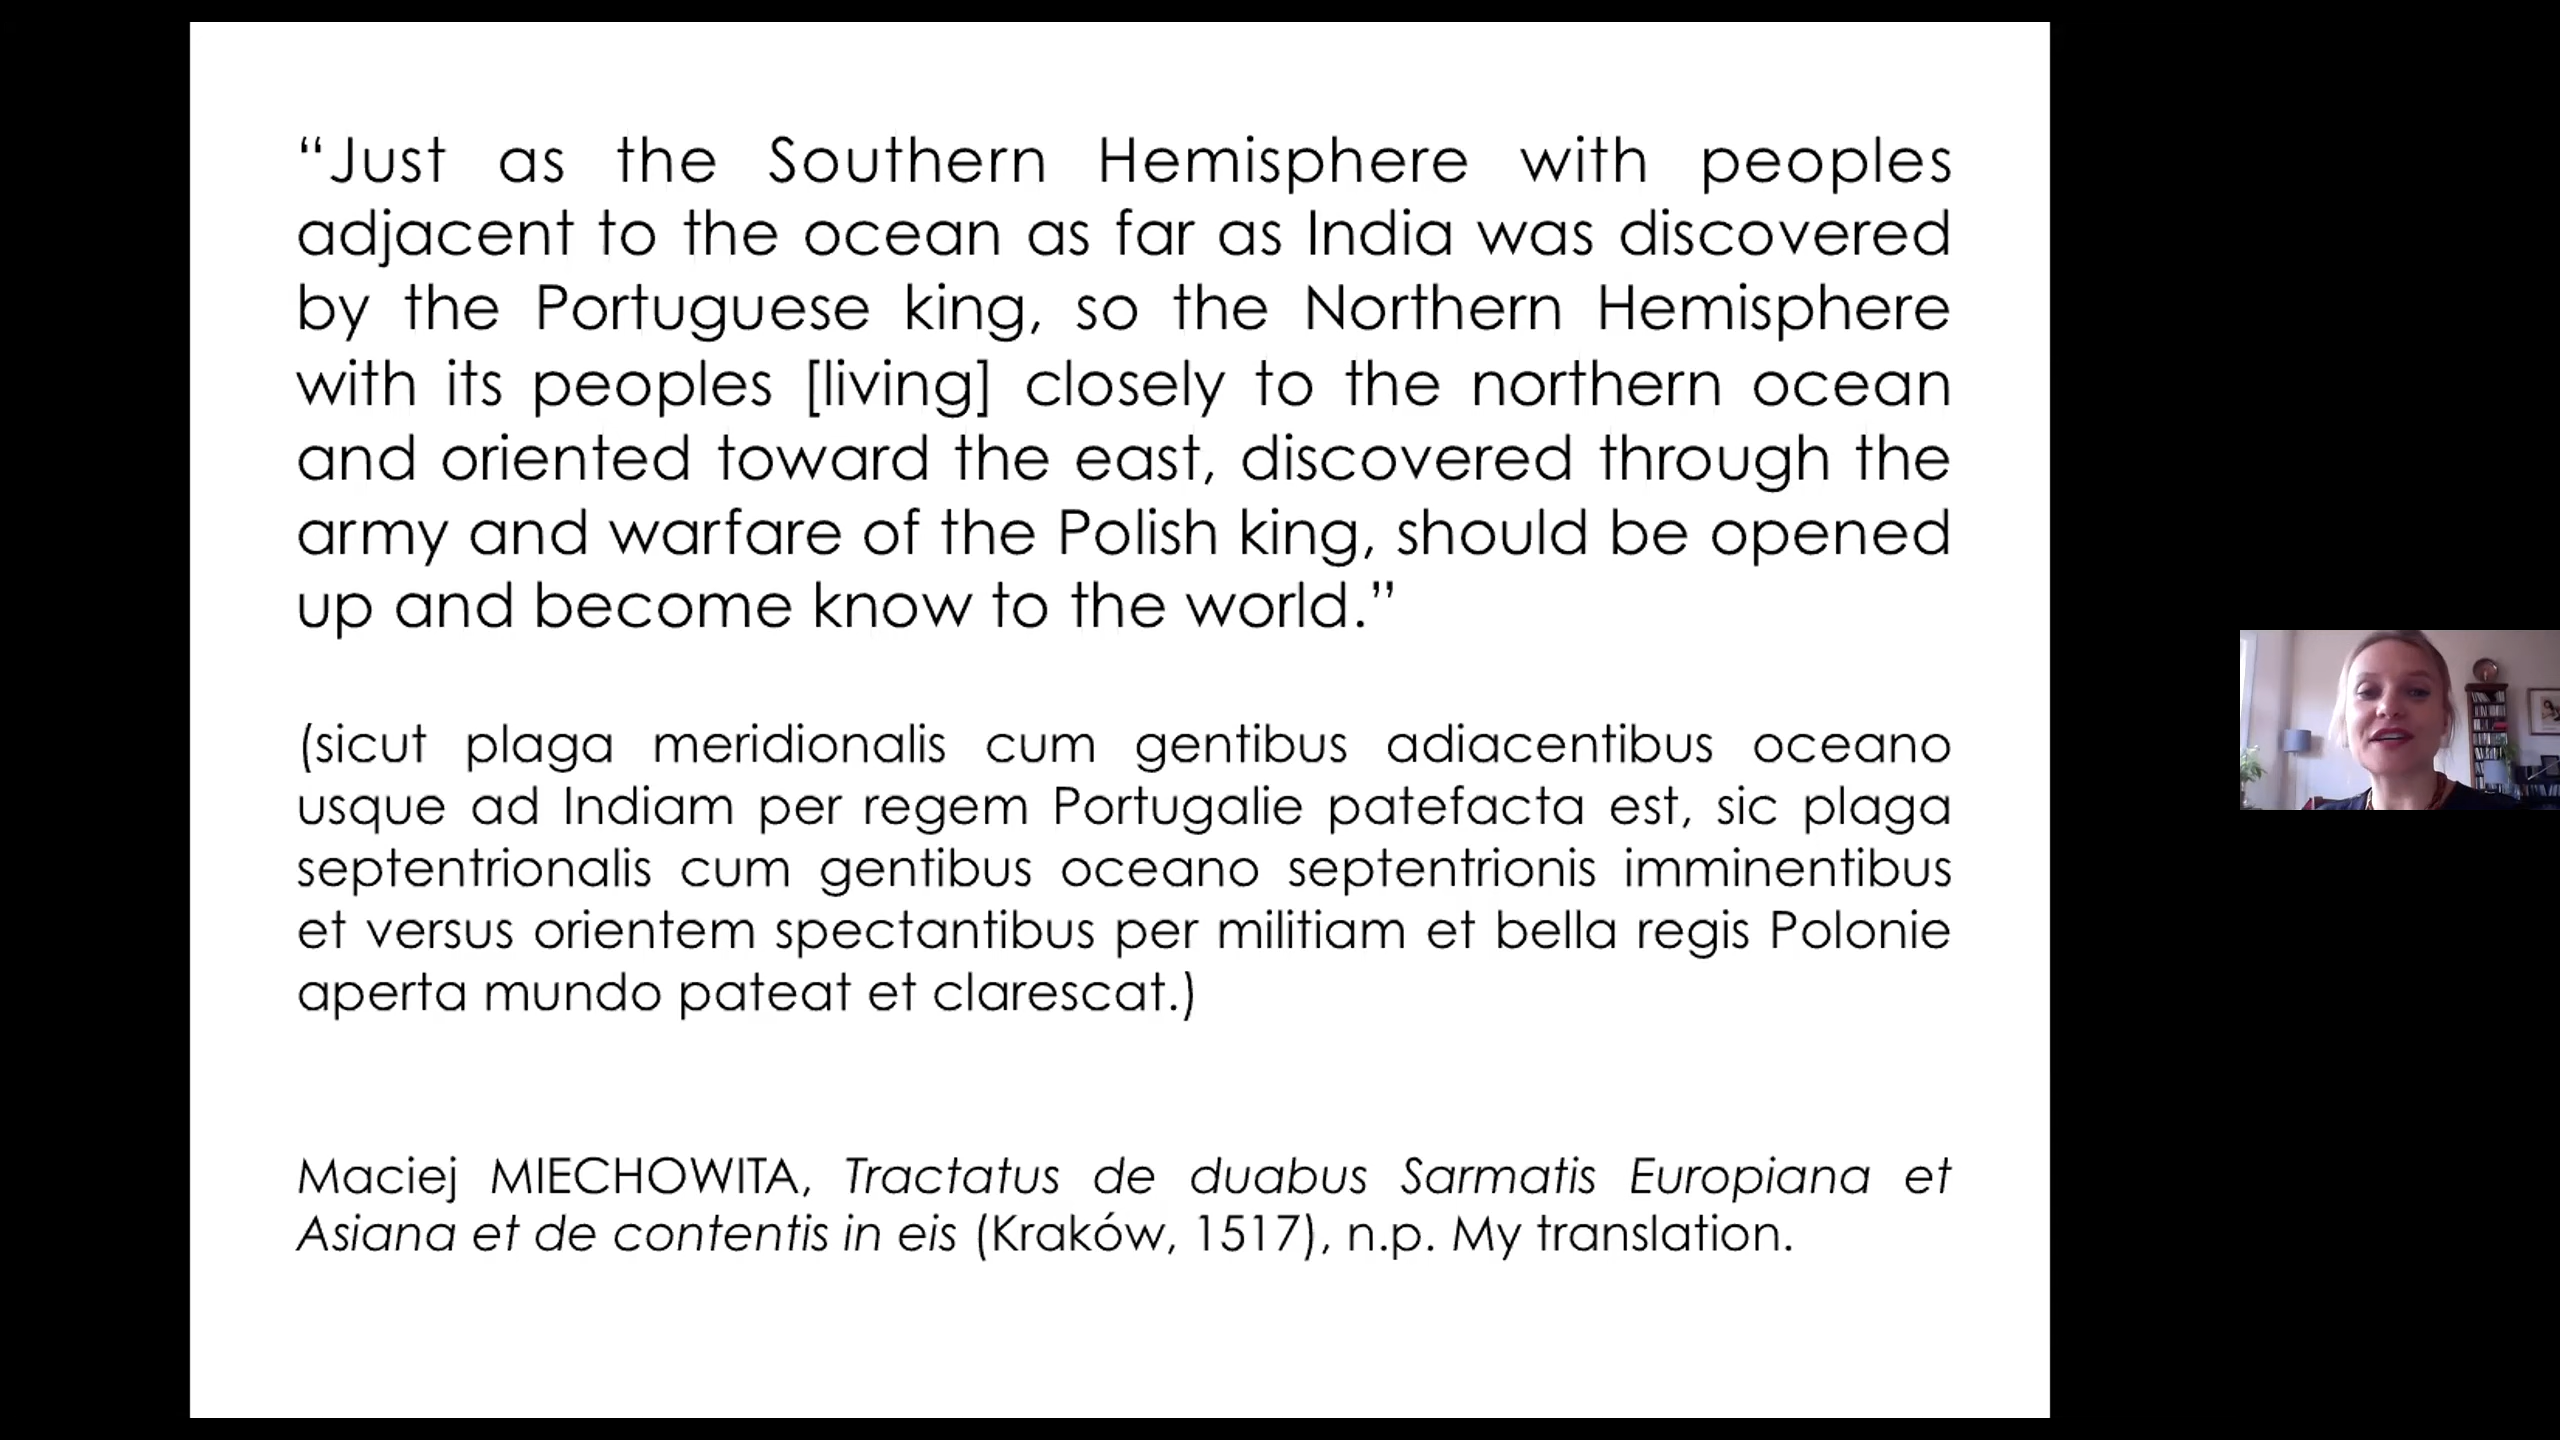 “Just as the Southern Hemisphere with peoples
adjacent to the ocean as far as India was discovered
by the Portuguese king, so the Northern Hemisphere
with its peoples [living] closely to the northern ocean
and oriented toward the east, discovered through the
army and warfare of the Polish king, should be opened
up and become know to the world.”
(sicut plaga meridionalis cum gentibus adiacentibus oceano
usque ad Indiam per regem Portugalie patefacta est, sic plaga
septentrionalis cum gentibus oceano septentrionis imminentibus
et versus orientem spectantibus per militiam et bella regis Polonie
aperta mundo pateat et clarescat.)
Maciej MIECHOWITA, Tractatus de duabus Sarmatis Europiana et
Asiana et de contentis in eis (Kraków, 1517), n.p. My translation.